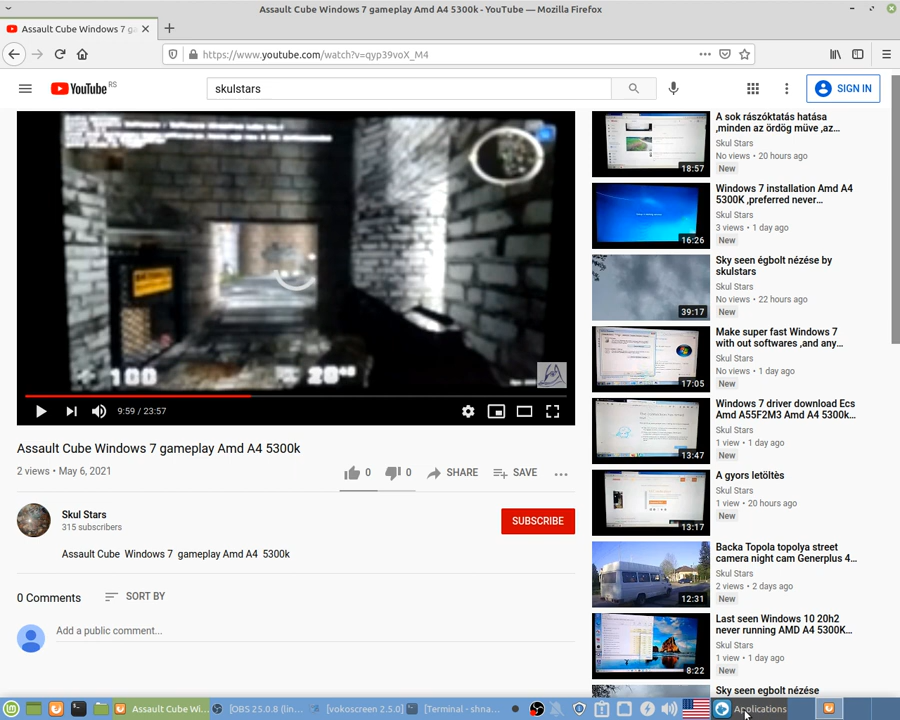 Assault Cube Windows 7 gameplay Amd A4 5300k - YouTube — Mozilla Firefox
Assault Cube Windows 7 ga
https://www.youtube.com/watch?v=qyp39voX_M4
YouTube RS
skulstars
SIGN IN
100
20
9:59 / 23:57
Assault Cube Windows 7 gameplay Amd A4 5300k
2 views • May 6, 2021
0
0
SHARE
SAVE
Skul Stars
315 subscribers
SUBSCRIBE
Assault Cube Windows 7 gameplay Amd A4 5300k
0 Comments
SORT BY
Add a public comment...
18:57
A sok rászóktatás hatása ,minden az ördög müve ,az...
Skul Stars
No views • 20 hours ago
New
16:26
Windows 7 installation Amd A4 5300K ,preferred never...
Skul Stars
3 views • 1 day ago
New
39:17
Sky seen égbolt nézése by skulstars
Skul Stars
No views • 22 hours ago
New
17:05
Make super fast Windows 7 with out softwares ,and any...
Skul Stars
No views • 1 day ago
New
13:47
Windows 7 driver download Ecs Amd A55F2M3 Amd A4 5300k...
Skul Stars
1 view • 1 day ago
New
13:17
A gyors letöltès
Skul Stars
1 view • 20 hours ago
New
12:31
Backa Topola topolya street camera night cam Generplus 4...
Skul Stars
2 views • 2 days ago
New
8:22
Last seen Windows 10 20h2 never running AMD A4 5300K...
Skul Stars
1 view • 1 day ago
New
Sky seen egbolt nézése
Assault Cube Wi...
[OBS 25.0.8 (lin...
[vokoscreen 2.5.0]
[Terminal - shna...
Applications